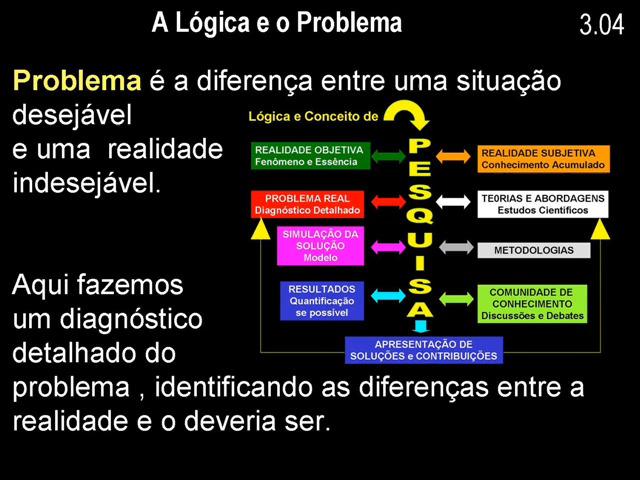 A Lógica e o Problema
3.04
Problema é a diferença entre uma situação
desejável
e uma realidade
indesejável.
Lógica e Conceito de
PESQUISA
REALIDADE OBJETIVA
Fenômeno e Essência
REALIDADE SUBJETIVA
Conhecimento Acumulado
PROBLEMA REAL
Diagnóstico Detalhado
TE0RIAS E ABORDAGENS
Estudos Científicos
SIMULAÇÃO DA
SOLUÇÃO
Modelo
METODOLOGIAS
RESULTADOS
Quantificação
se possível
COMUNIDADE DE
CONHECIMENTO
Discussões e Debates
APRESENTAÇÃO DE
SOLUÇÕES e CONTRIBUIÇÕES
Aqui fazemos
um diagnóstico
detalhado do
problema , identificando as diferenças entre a
realidade e o deveria ser.